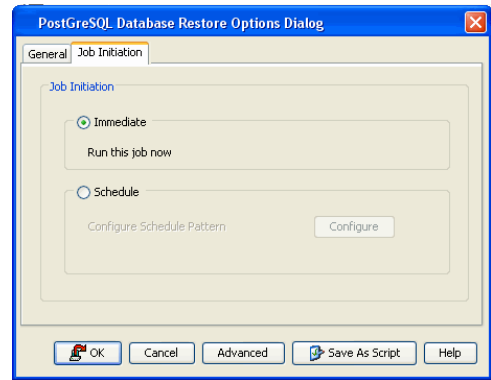 PostGreSQL Database Restore Options Dialog
General Job Initiation
Job Initiation
Immediate
Run this job now
Schedule
Configure Schedule Pattern Configure
OK Cancel Advanced Save As Script Help